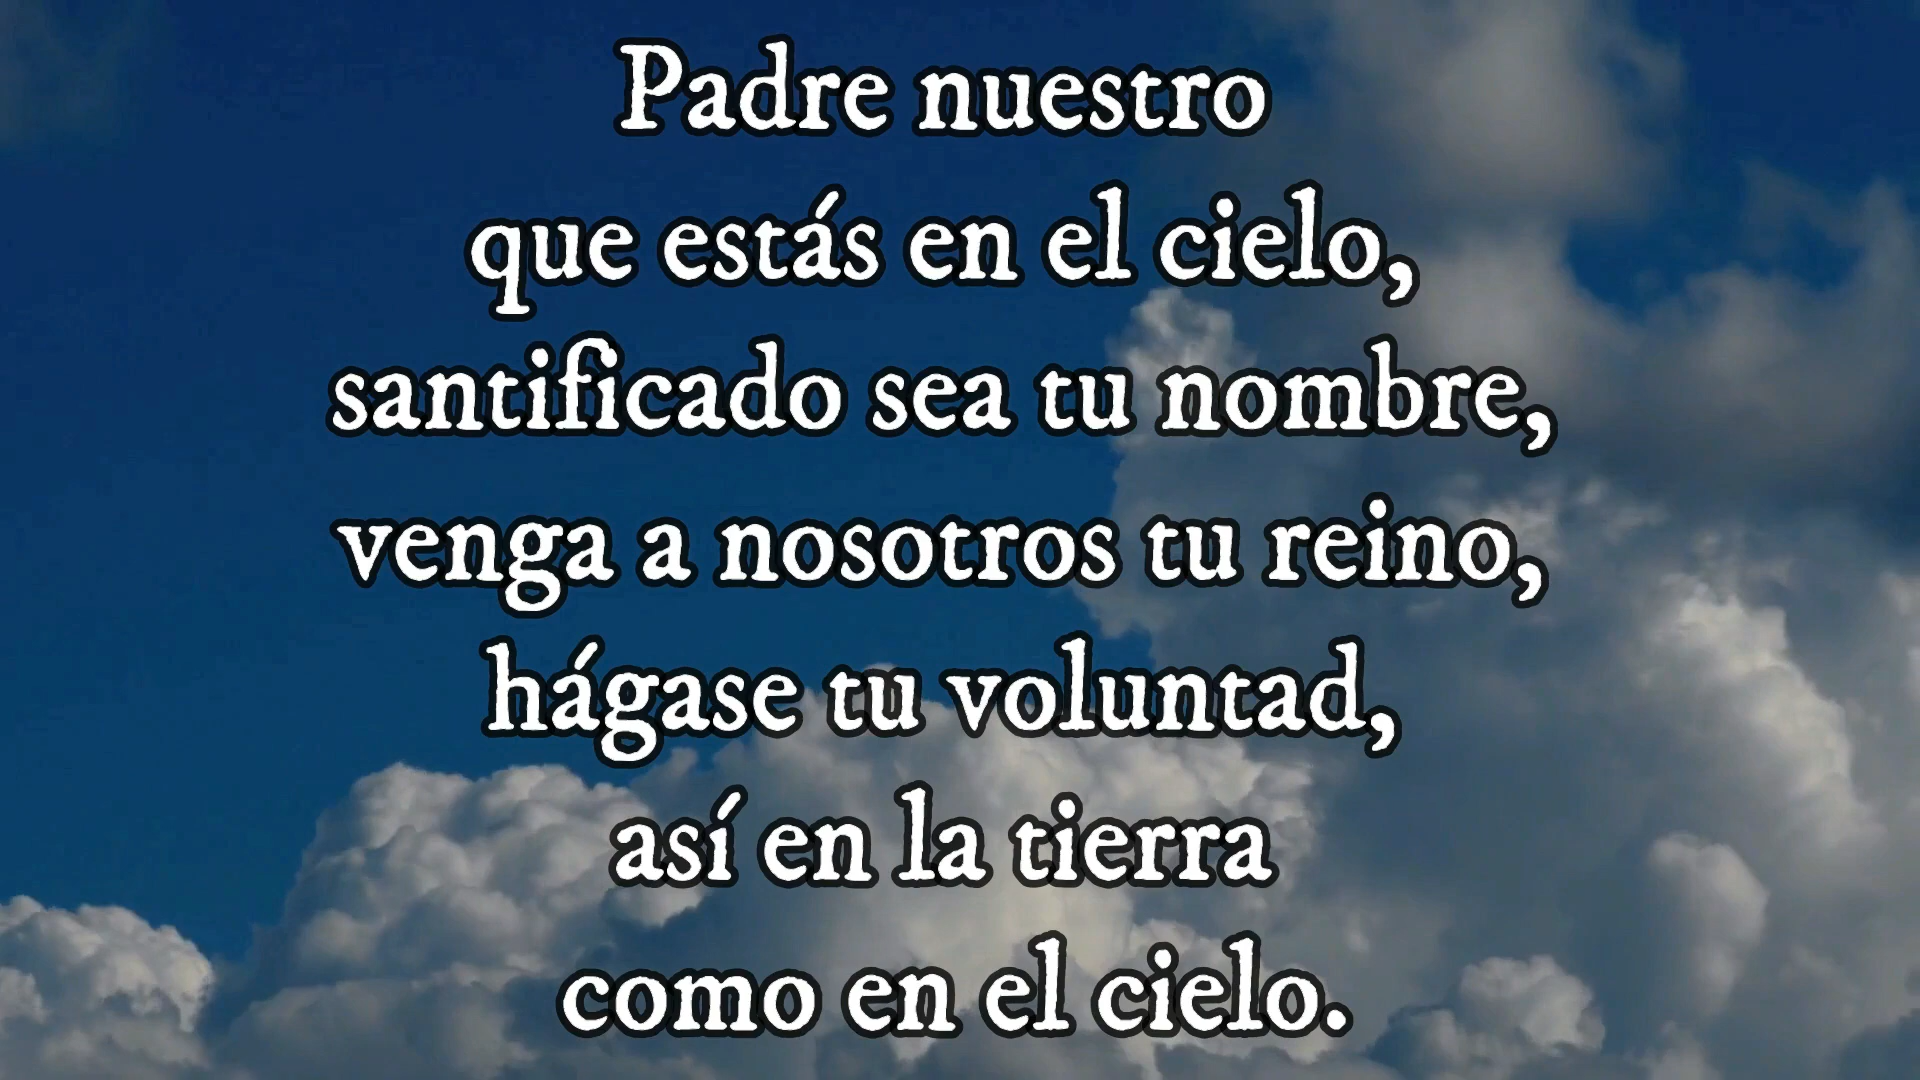 Padre nuestro
que estás en el cielo,
santificado sea tu nombre,
venga a nosotros tu reino,
hágase tu voluntad,
así en la tierra
como en el cielo.